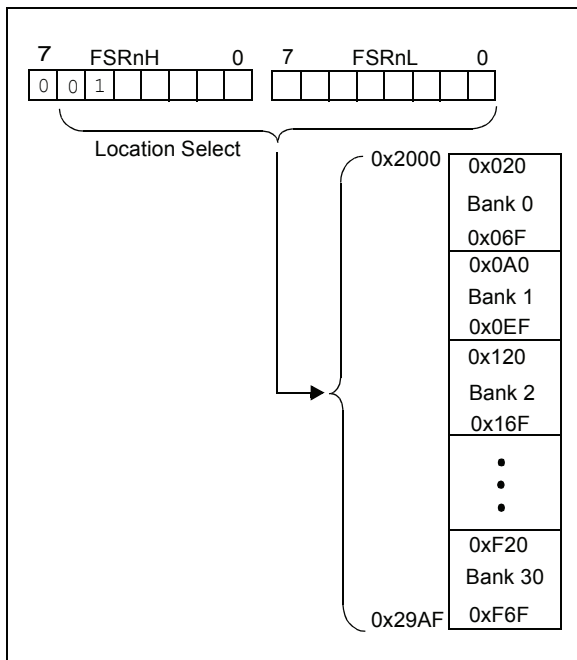 7 FSRnH 0 7 FSRnL 0
0 0 1
Location Select
0x2000
0x020
Bank 0
0x06F
0x0A0
Bank 1
0x0EF
0x120
Bank 2
0x16F
0xF20
Bank 30
0x29AF
0xF6F